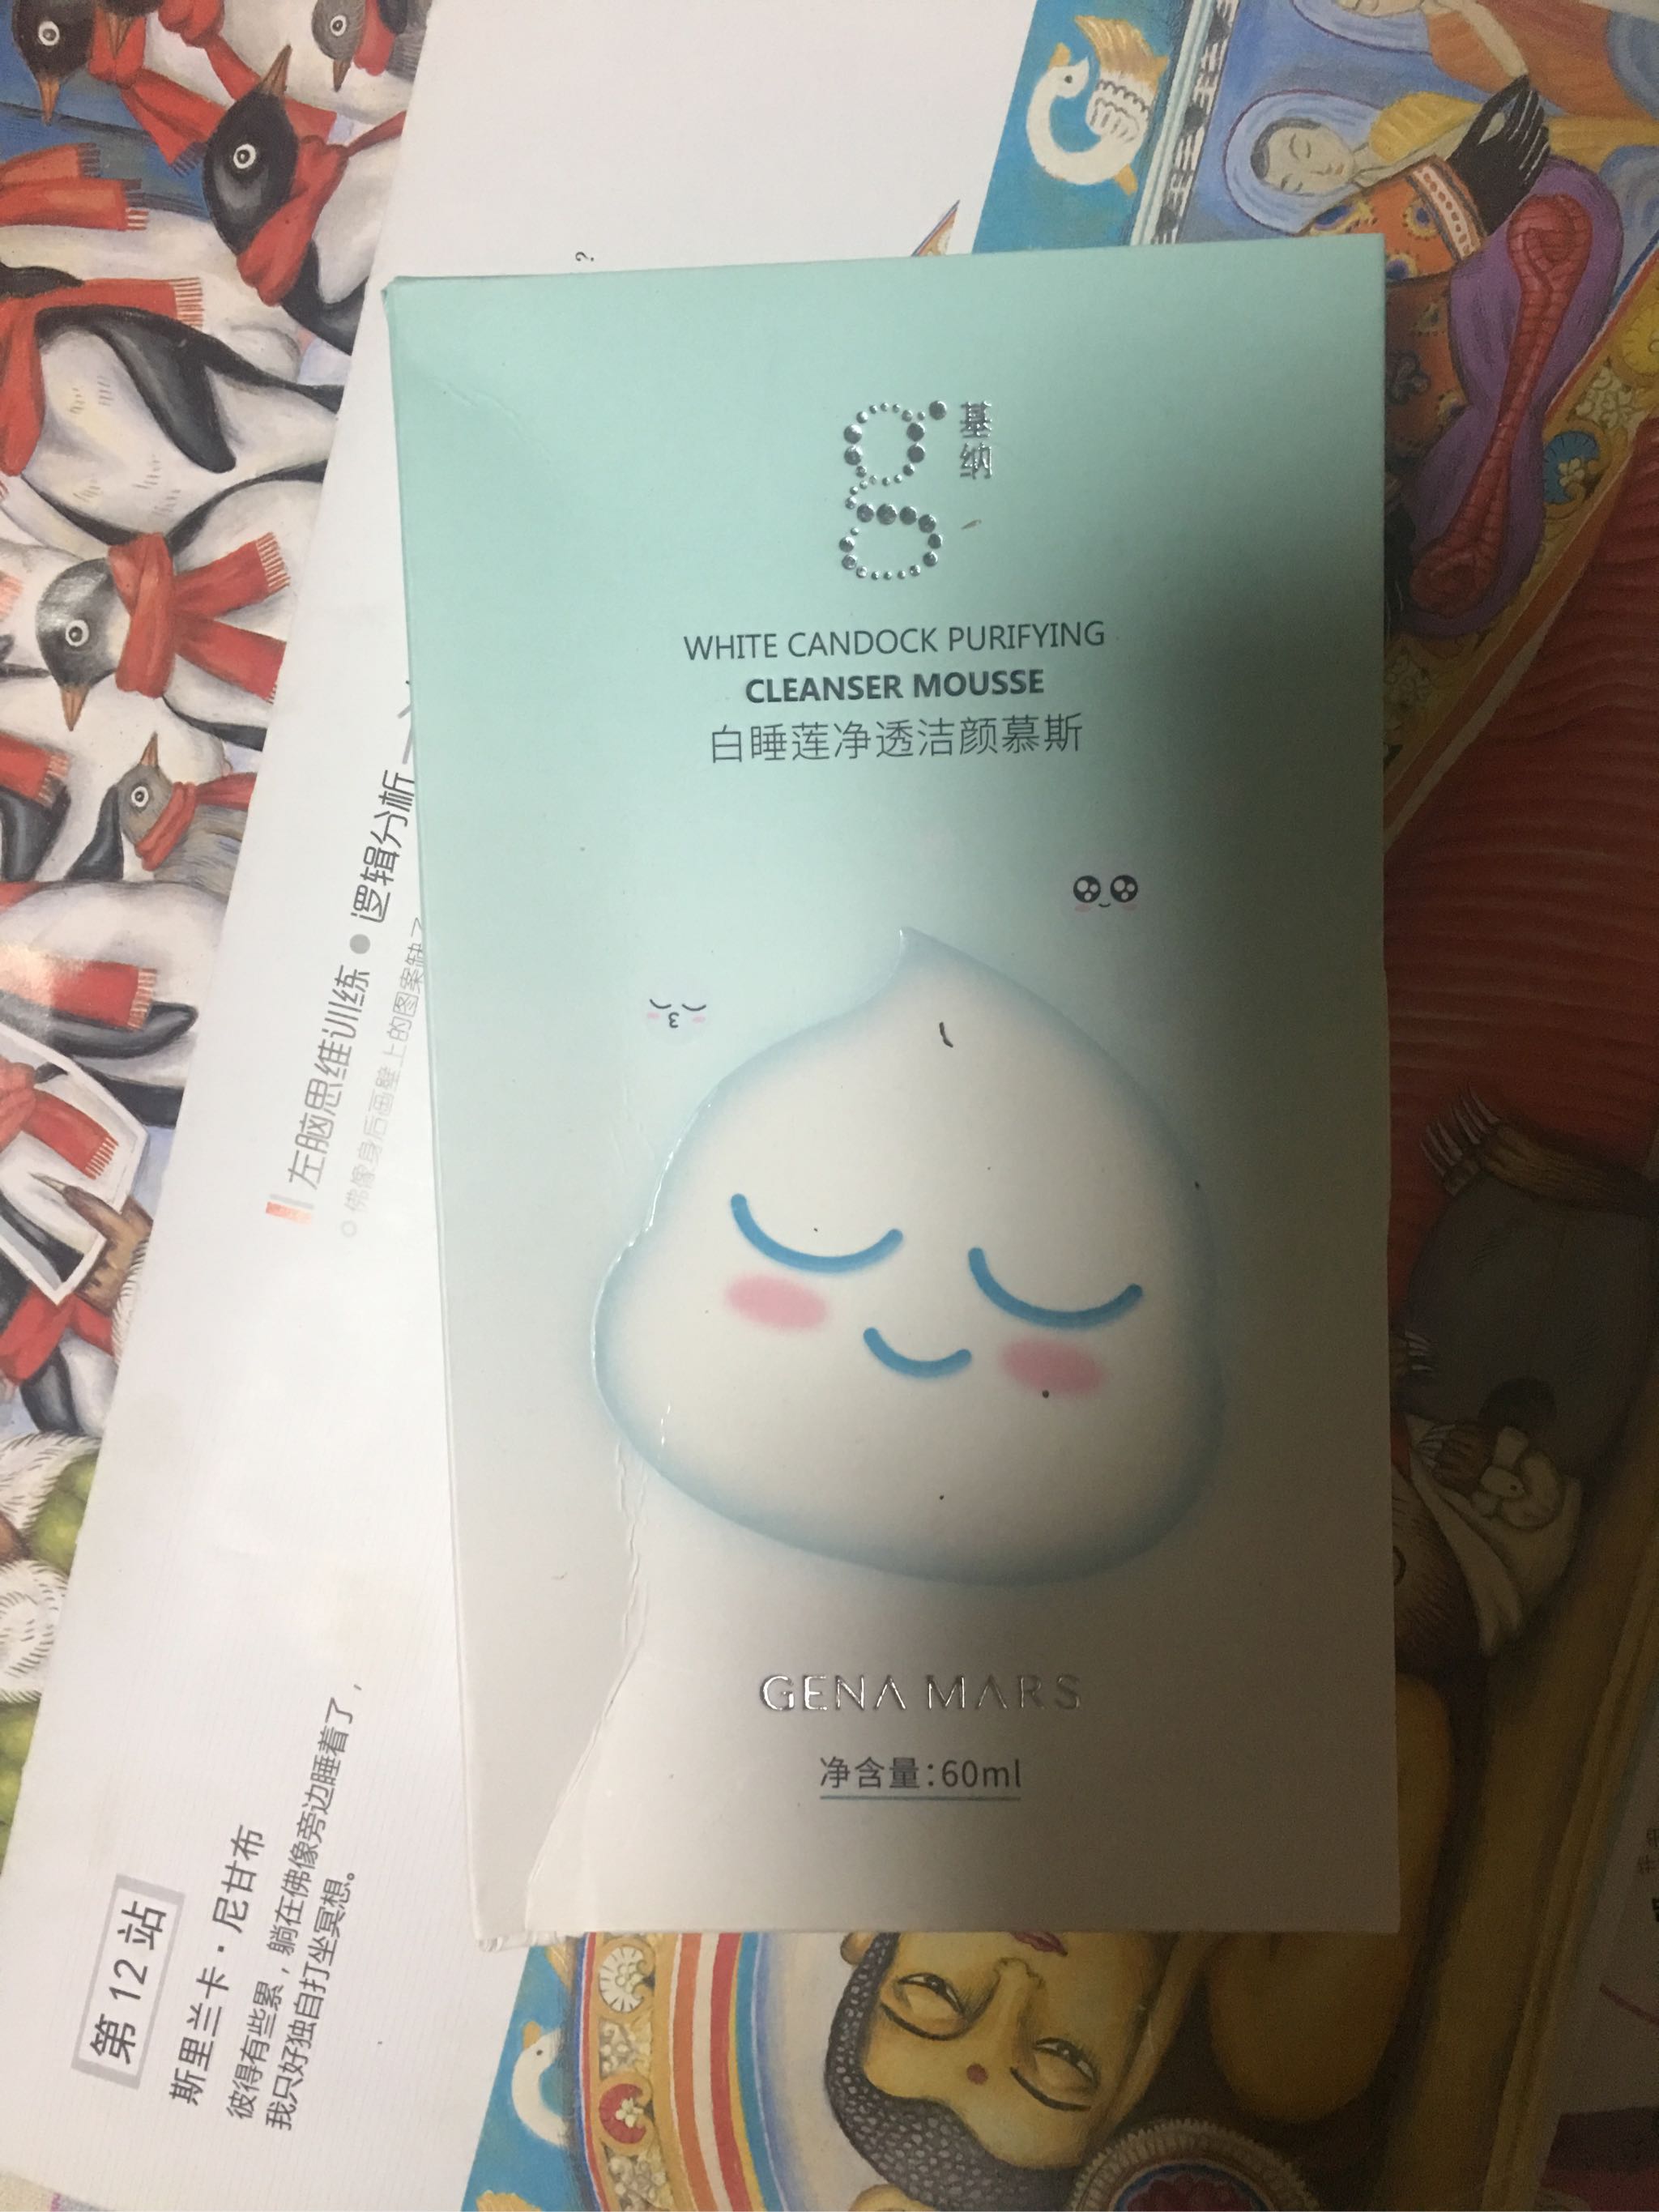 基纳
WHITE CANDOCK PURIFYING
CLEANSER MOUSSE
白睡莲净透洁颜慕斯
GENA MARS
净含量:60ml
?
左脑思维训练●逻辑分析
佛像身后画壁上的图案缺了
第12站
斯里兰卡·尼甘布
彼得有些累，躺在佛像旁边睡着了，
我只好独自打坐冥想。